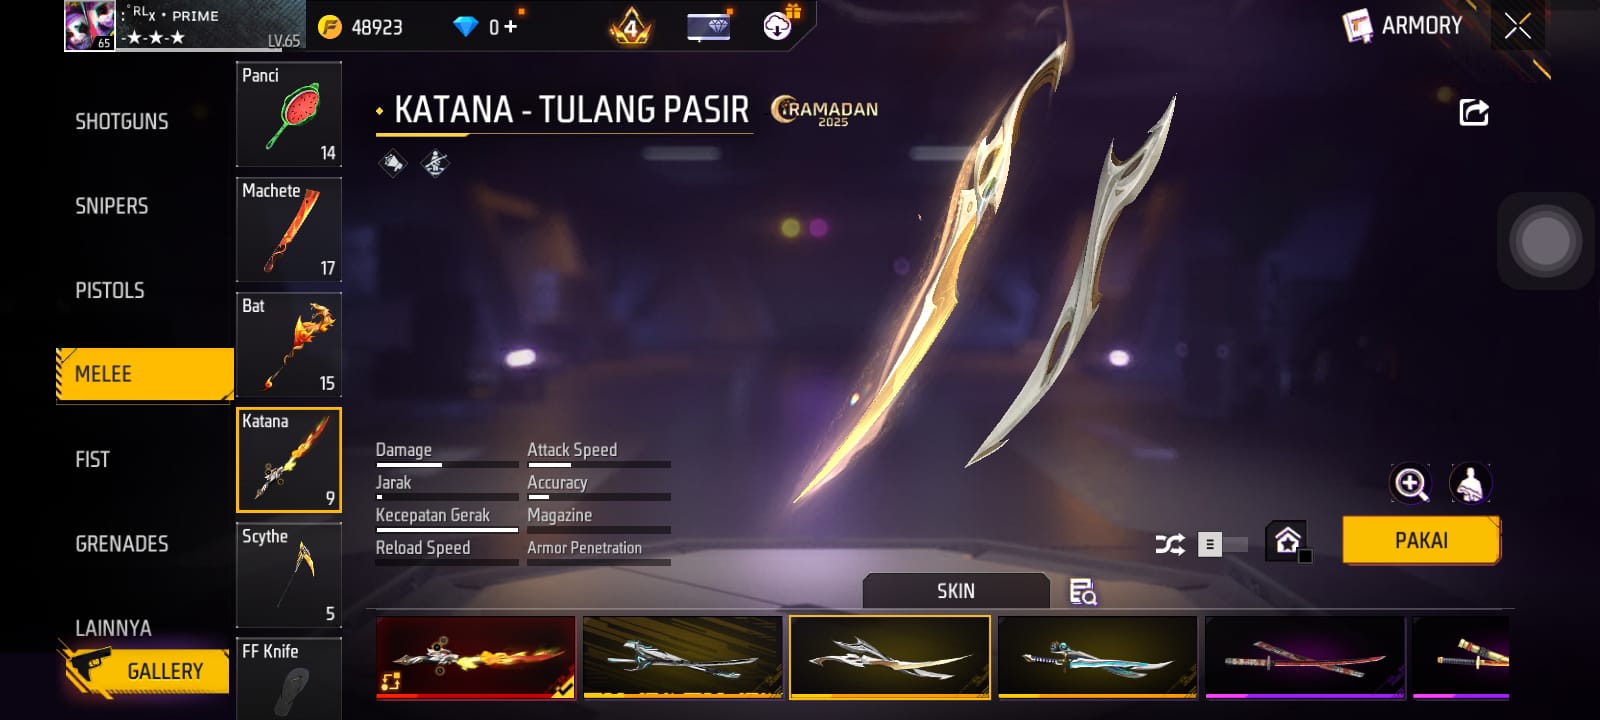 :°RLx • PRIME
-★-★-★
65
LV.65
48923
0 +
4
ARMORY
SHOTGUNS
SNIPERS
PISTOLS
MELEE
FIST
GRENADES
LAINNYA
GALLERY
Panci
14
Machete
17
Bat
15
Katana
9
Scythe
5
FF Knife
KATANA - TULANG PASIR
RAMADAN
2025
Damage
Attack Speed
Jarak
Accuracy
Kecepatan Gerak
Magazine
Reload Speed
Armor Penetration
PAKAI
SKIN